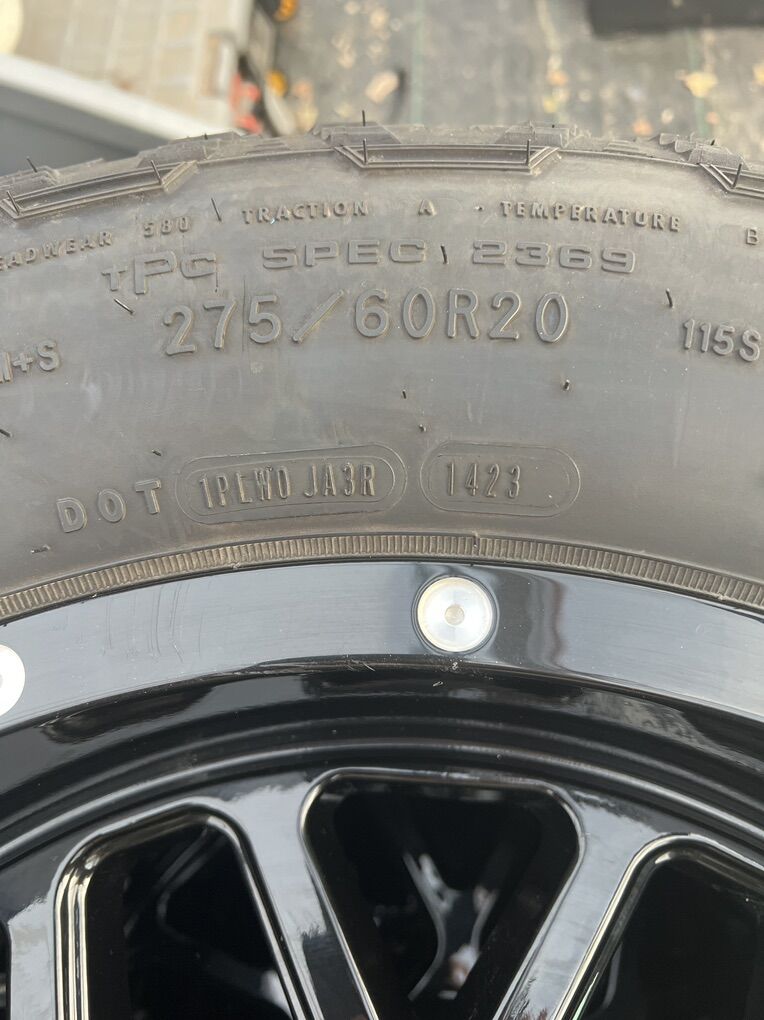 EADWEAR 580 TRACTION A TEMPERATURE B
TPC SPEC 2369
275/60R20
M+S
115S
DOT 1PLW0 JA3R 1423